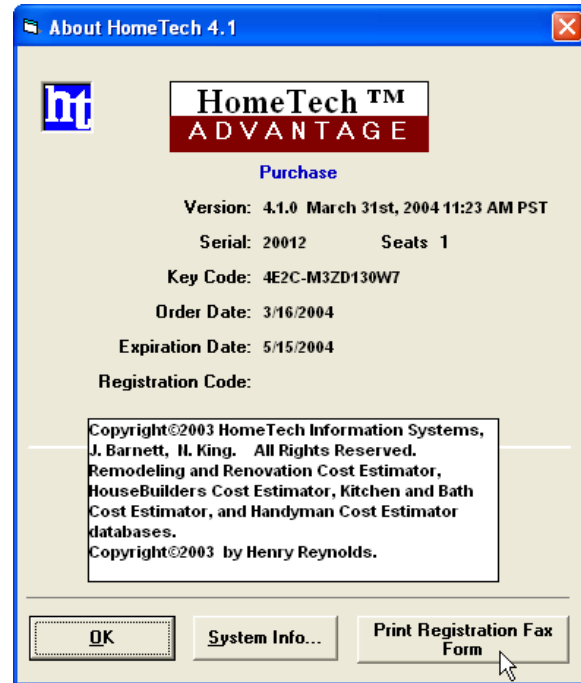 About HomeTech 4.1
ht
HomeTech ™
ADVANTAGE
Purchase
Version: 4.1.0 March 31st, 2004 11:23 AM PST
Serial: 20012 Seats 1
Key Code: 4E2C-M3ZD130W7
Order Date: 3/16/2004
Expiration Date: 5/15/2004
Registration Code:
Copyright©2003 HomeTech Information Systems,
J. Barnett, N. King. All Rights Reserved.
Remodeling and Renovation Cost Estimator,
HouseBuilders Cost Estimator, Kitchen and Bath
Cost Estimator, and Handyman Cost Estimator
databases.
Copyright©2003 by Henry Reynolds.
OK System Info... Print Registration Fax
Form